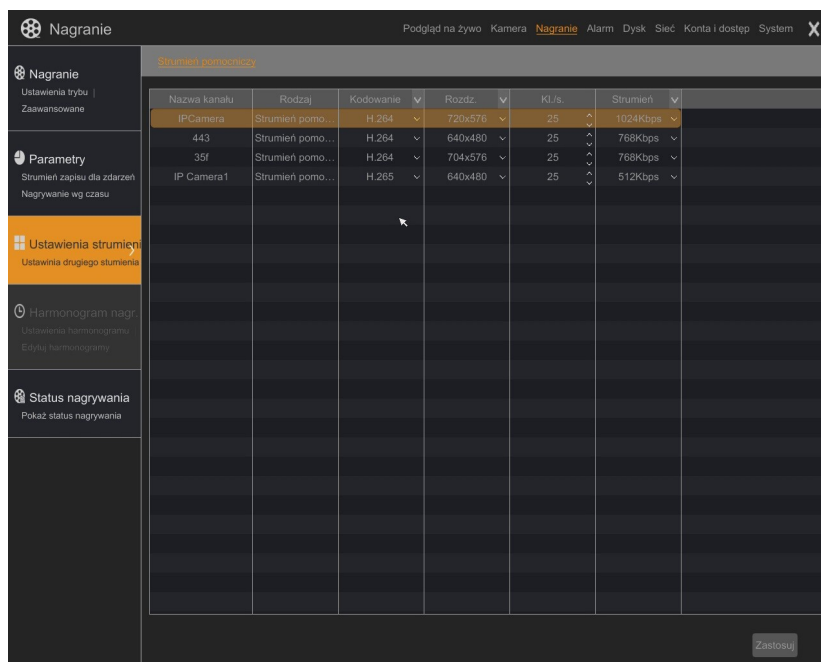 Nagranie
Podgląd na żywo Kamera Nagranie Alarm Dysk Sieć Konta i dostęp System X
Strumień pomocniczy
Nagranie
Ustawienia trybu |
Zaawansowane
Parametry
Strumień zapisu dla zdarzeń
Nagrywanie wg czasu
Ustawienia strumieni
Ustawinia drugiego stumienia
Harmonogram nagr.
Ustawienia harmonogramu
Edytuj harmonogramy
Status nagrywania
Pokaż status nagrywania
Nazwa kanału Rodzaj Kodowanie Rozdz. Kl./s. Strumień
IPCamera Strumień pomo... H.264 720x576 25 1024Kbps
443 Strumień pomo... H.264 640x480 25 768Kbps
35f Strumień pomo... H.264 704x576 25 768Kbps
IP Camera1 Strumień pomo... H.265 640x480 25 512Kbps
Zastosuj